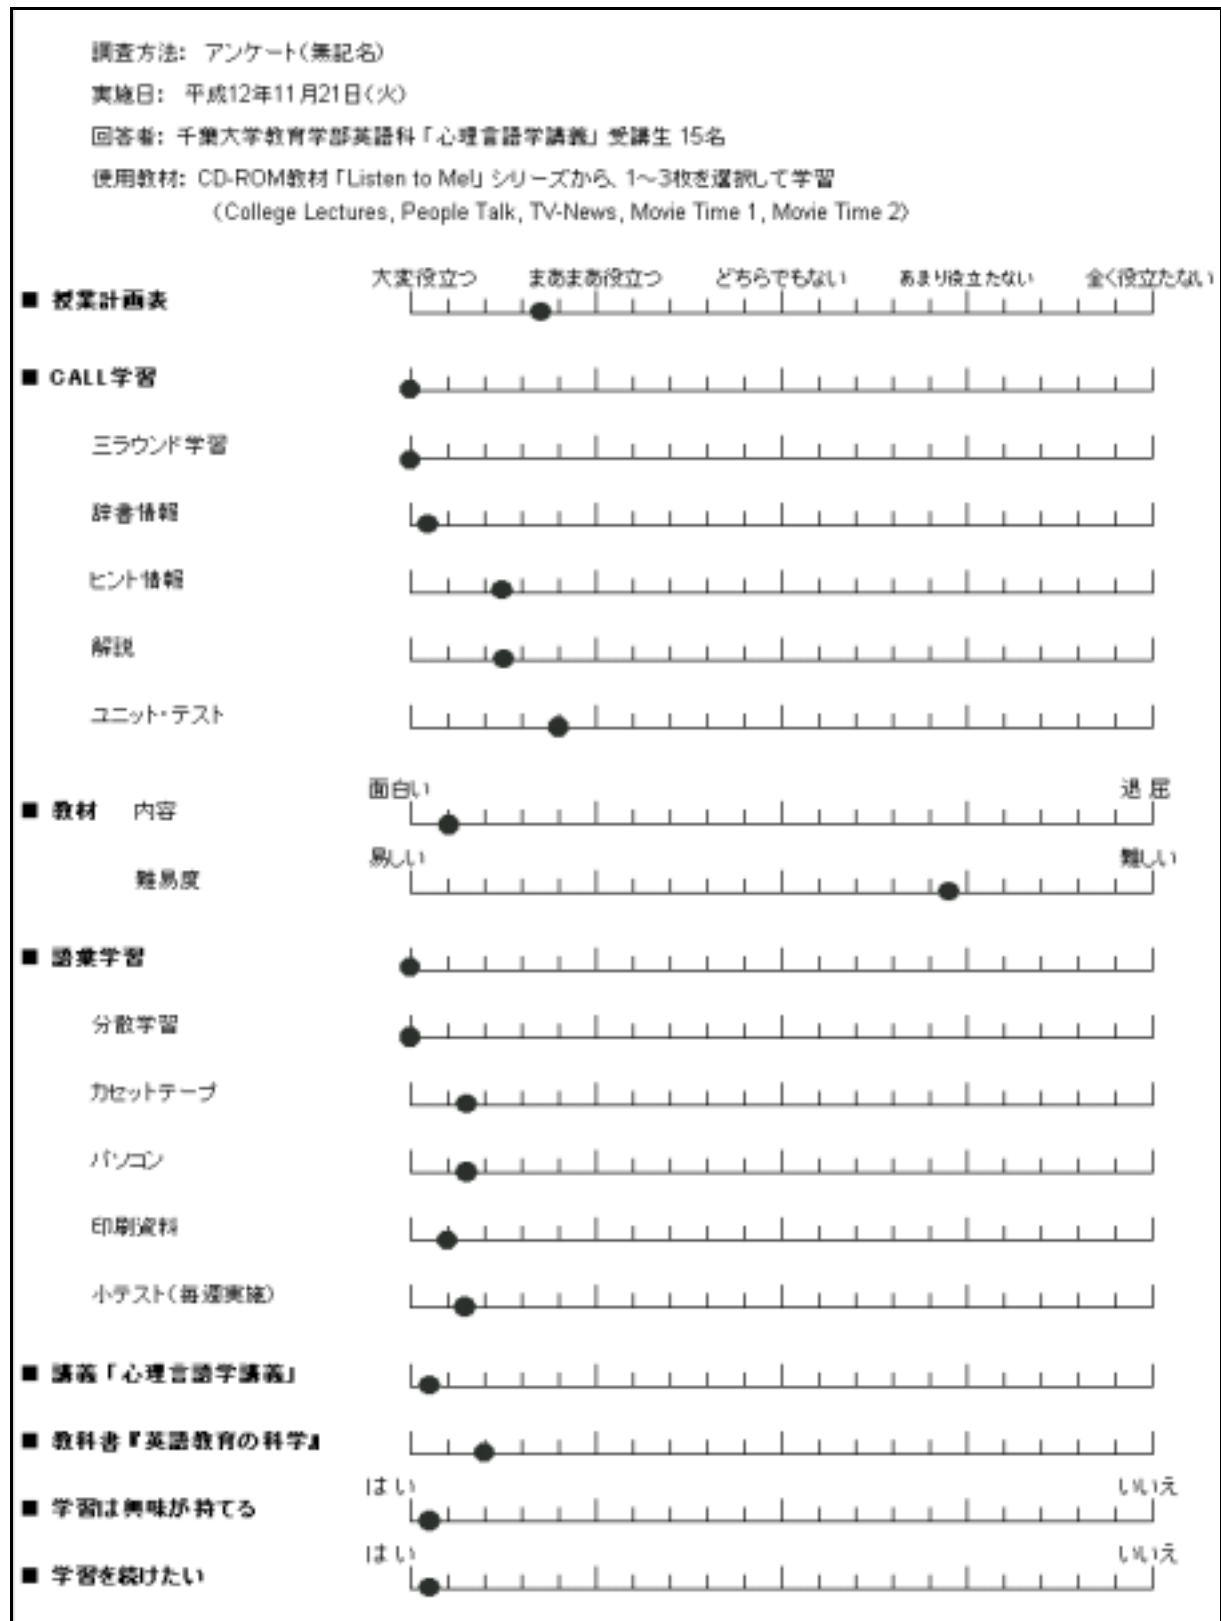 調査方法: アンケート(無記名)
実施日: 平成12年11月21日(火)
回答者: 千葉大学教育学部英語科「心理言語学講義」受講生 15名
使用教材: CD-ROM教材「Listen to Me!」シリーズから、1~3枚を選択して学習
(College Lectures, People Talk, TV-News, Movie Time 1, Movie Time 2)
大変役立つ まあまあ役立つ どちらでもない あまり役立たない 全く役立たない
■ 授業計画表
■ CALL学習
三ラウンド学習
辞書情報
ヒント情報
解説
ユニット・テスト
面白い 退屈
■ 教材 内容
易しい 難しい
難易度
■ 語彙学習
分散学習
カセットテープ
パソコン
印刷資料
小テスト(毎週実施)
■ 講義「心理言語学講義」
■ 教科書『英語教育の科学』
はい いいえ
■ 学習は興味が持てる
はい いいえ
■ 学習を続けたい